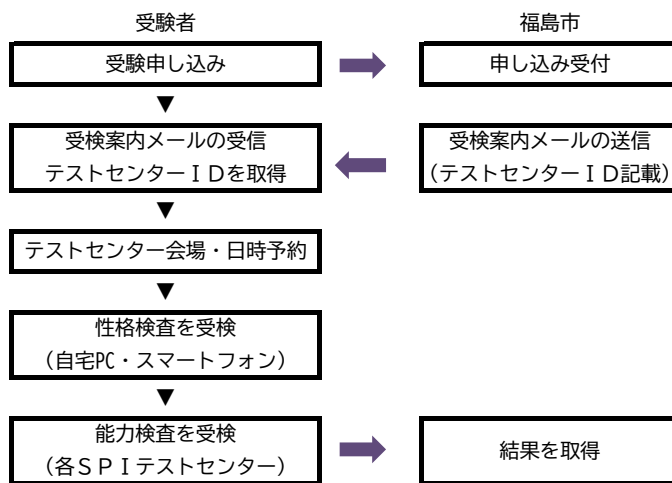 受験者
福島市
受験申し込み
申し込み受付
▼
受検案内メールの受信
テストセンターＩＤを取得
受検案内メールの送信
(テストセンターＩＤ記載)
▼
テストセンター会場・日時予約
▼
性格検査を受検
（自宅PC・スマートフォン）
▼
能力検査を受検
（各ＳＰＩテストセンター）
結果を取得